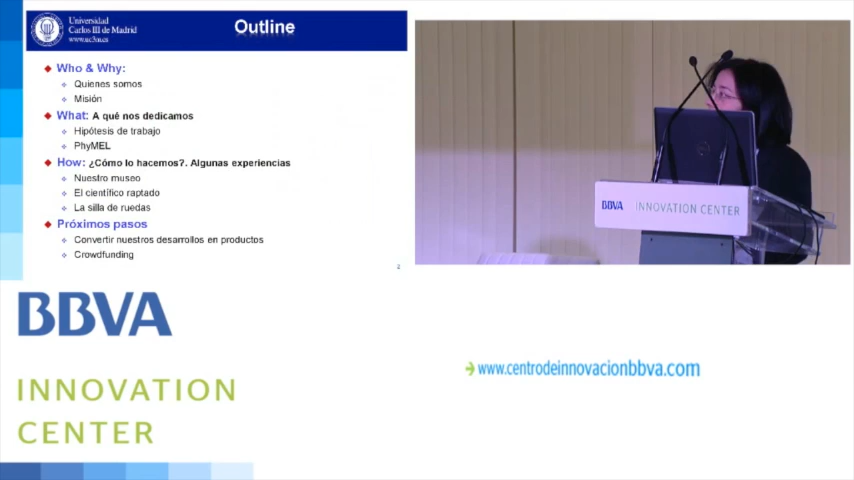 Universidad
Carlos III de Madrid
www.uc3m.es
Outline
Who & Why:
Quienes somos
Misión
What: A qué nos dedicamos
Hipótesis de trabajo
PhyMEL
How: ¿Cómo lo hacemos?. Algunas experiencias
Nuestro museo
El científico raptado
La silla de ruedas
Próximos pasos
Convertir nuestros desarrollos en productos
Crowdfunding
2
BBVA INNOVATION CENTER
BBVA
INNOVATION
CENTER
www.centrodeinnovacionbbva.com